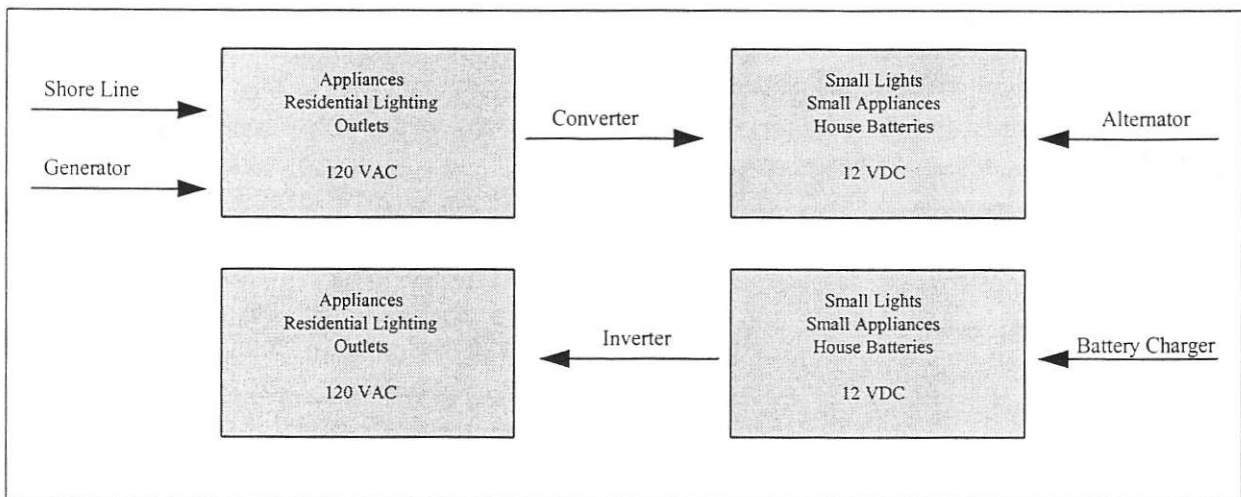 Shore Line
Generator
Appliances
Residential Lighting
Outlets
120 VAC
Converter
Small Lights
Small Appliances
House Batteries
12 VDC
Alternator
Appliances
Residential Lighting
Outlets
120 VAC
Inverter
Small Lights
Small Appliances
House Batteries
12 VDC
Battery Charger